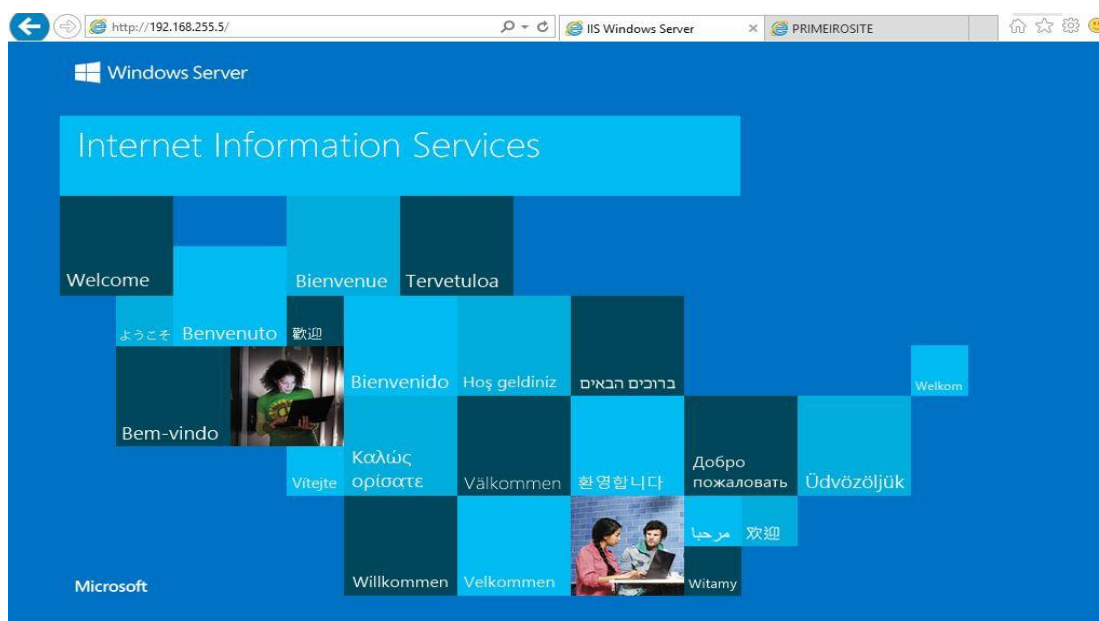 http://192.168.255.5/
IIS Windows Server
PRIMEIROSITE
Windows Server
Internet Information Services
Welcome
Bienvenue
Tervetuloa
ようこそ
Benvenuto
歡迎
Bienvenido
Hoş geldiniz
ברוכים הבאים
Welkom
Bem-vindo
Vítejte
Καλώς
ορίσατε
Välkommen
환영합니다
Добро
пожаловать
Üdvözöljük
مرحبا
欢迎
Willkommen
Velkommen
Witamy
Microsoft